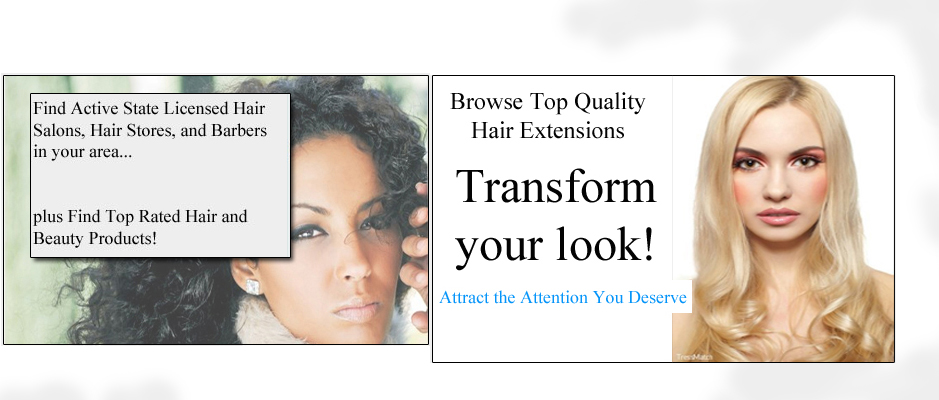 Find Active State Licensed Hair
Salons, Hair Stores, and Barbers
in your area...
plus Find Top Rated Hair and
Beauty Products!
Browse Top Quality
Hair Extensions
Transform
your look!
Attract the Attention You Deserve